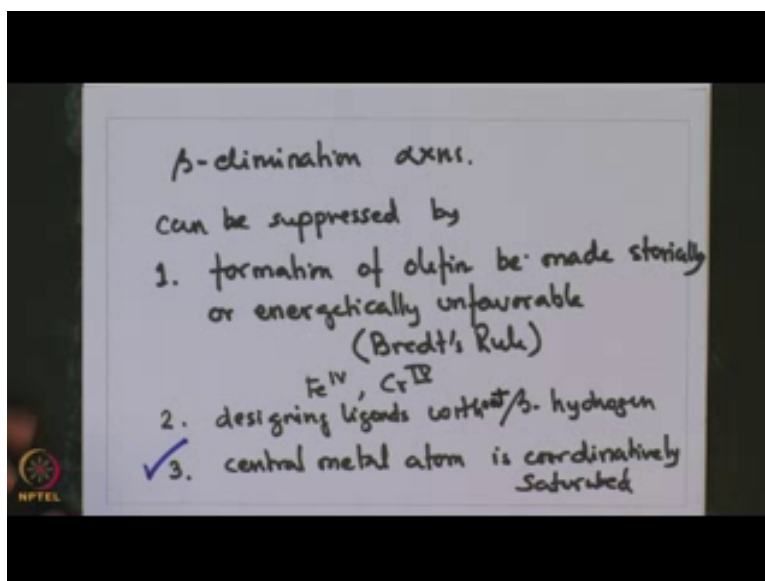 β-elimination αxns.
can be suppressed by
1. formation of olefin be made sterically
or energetically unfavorable
(Bredt's Rule)
Fe^IV, Cr^IV
2. designing ligands without β-hydrogen
✓3. central metal atom is coordinatively
saturated
NPTEL